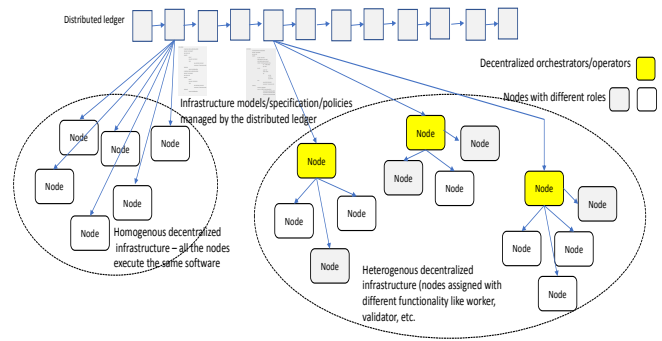 Distributed ledger
Decentralized orchestrators/operators
Nodes with different roles
Infrastructure models/specification/policies
managed by the distributed ledger
Node
Node
Node
Node
Node
Node
Node
Homogenous decentralized
infrastructure – all the nodes
execute the same software
Node
Node
Node
Node
Node
Node
Node
Node
Node
Node
Node
Node
Node
Node
Heterogenous decentralized
infrastructure (nodes assigned with
different functionality like worker,
validator, etc.